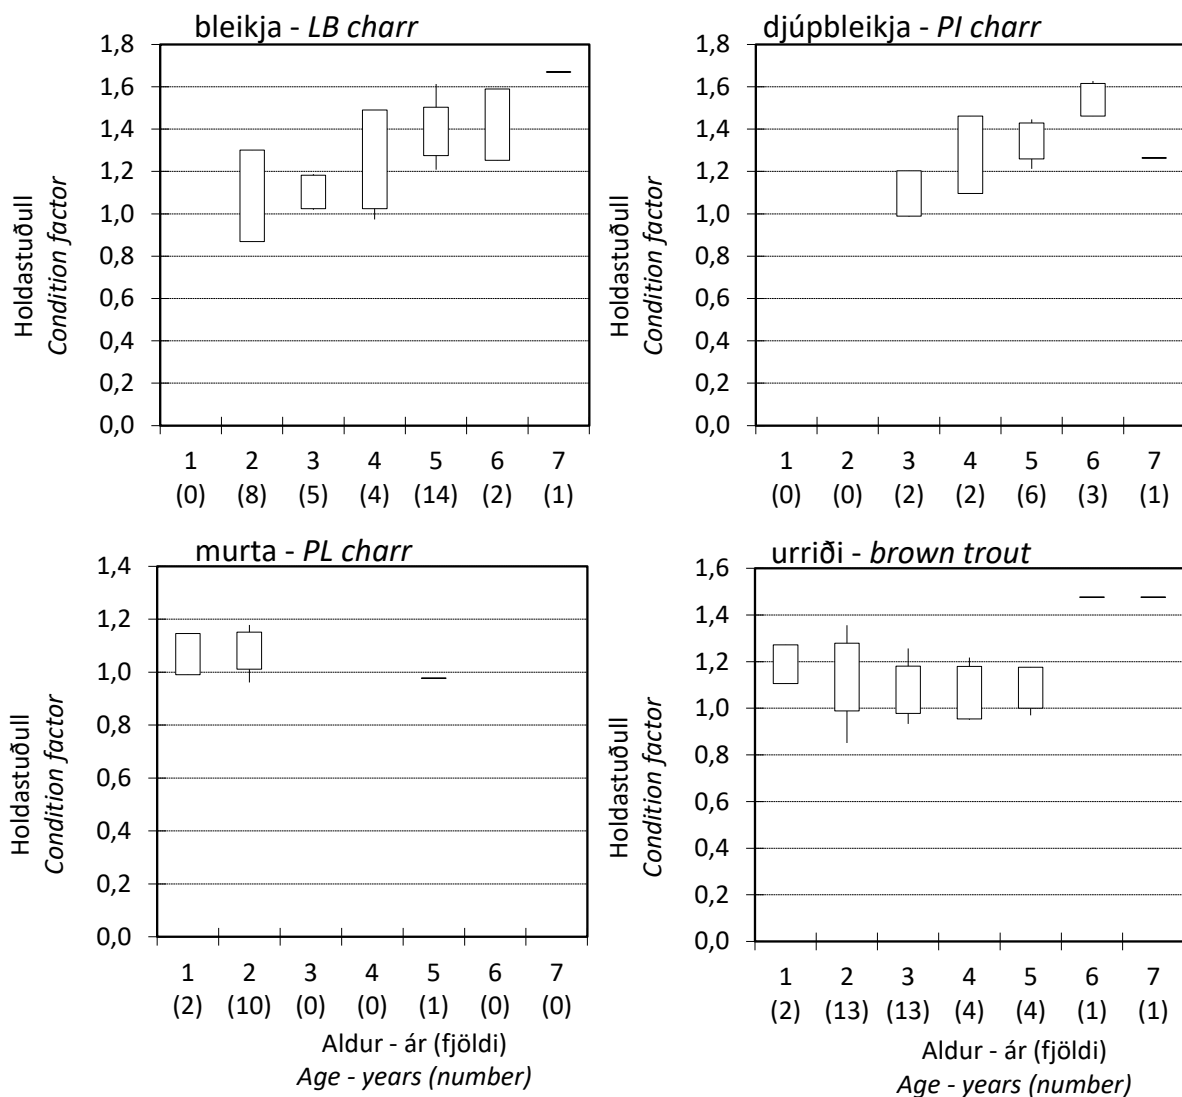 bleikja - LB charr
1,8
1,6
1,4
1,2
1,0
0,8
0,6
0,4
0,2
0,0
Holdastuðull
Condition factor
1 2 3 4 5 6 7
(0) (8) (5) (4) (14) (2) (1)
djúpbleikja - PI charr
1,8
1,6
1,4
1,2
1,0
0,8
0,6
0,4
0,2
0,0
Holdastuðull
Condition factor
1 2 3 4 5 6 7
(0) (0) (2) (2) (6) (3) (1)
murta - PL charr
1,4
1,2
1,0
0,8
0,6
0,4
0,2
0,0
Holdastuðull
Condition factor
1 2 3 4 5 6 7
(2) (10) (0) (0) (1) (0) (0)
Aldur - ár (fjöldi)
Age - years (number)
urriði - brown trout
1,6
1,4
1,2
1,0
0,8
0,6
0,4
0,2
0,0
Holdastuðull
Condition factor
1 2 3 4 5 6 7
(2) (13) (13) (4) (4) (1) (1)
Aldur - ár (fjöldi)
Age - years (number)